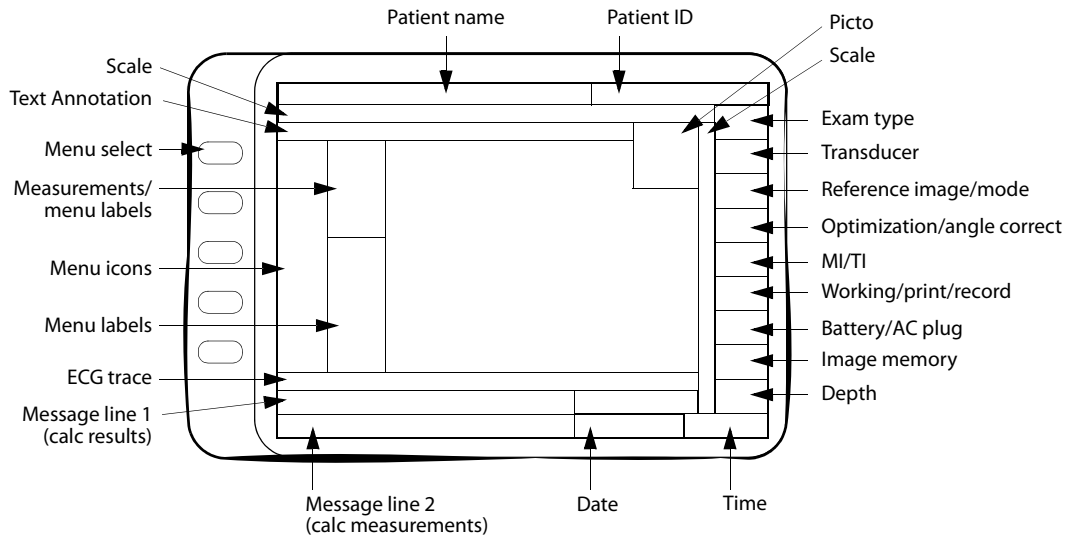 Patient name
Patient ID
Picto
Scale
Scale
Text Annotation
Menu select
Measurements/
menu labels
Menu icons
Menu labels
ECG trace
Message line 1
(calc results)
Exam type
Transducer
Reference image/mode
Optimization/angle correct
MI/TI
Working/print/record
Battery/AC plug
Image memory
Depth
Message line 2
(calc measurements)
Date
Time